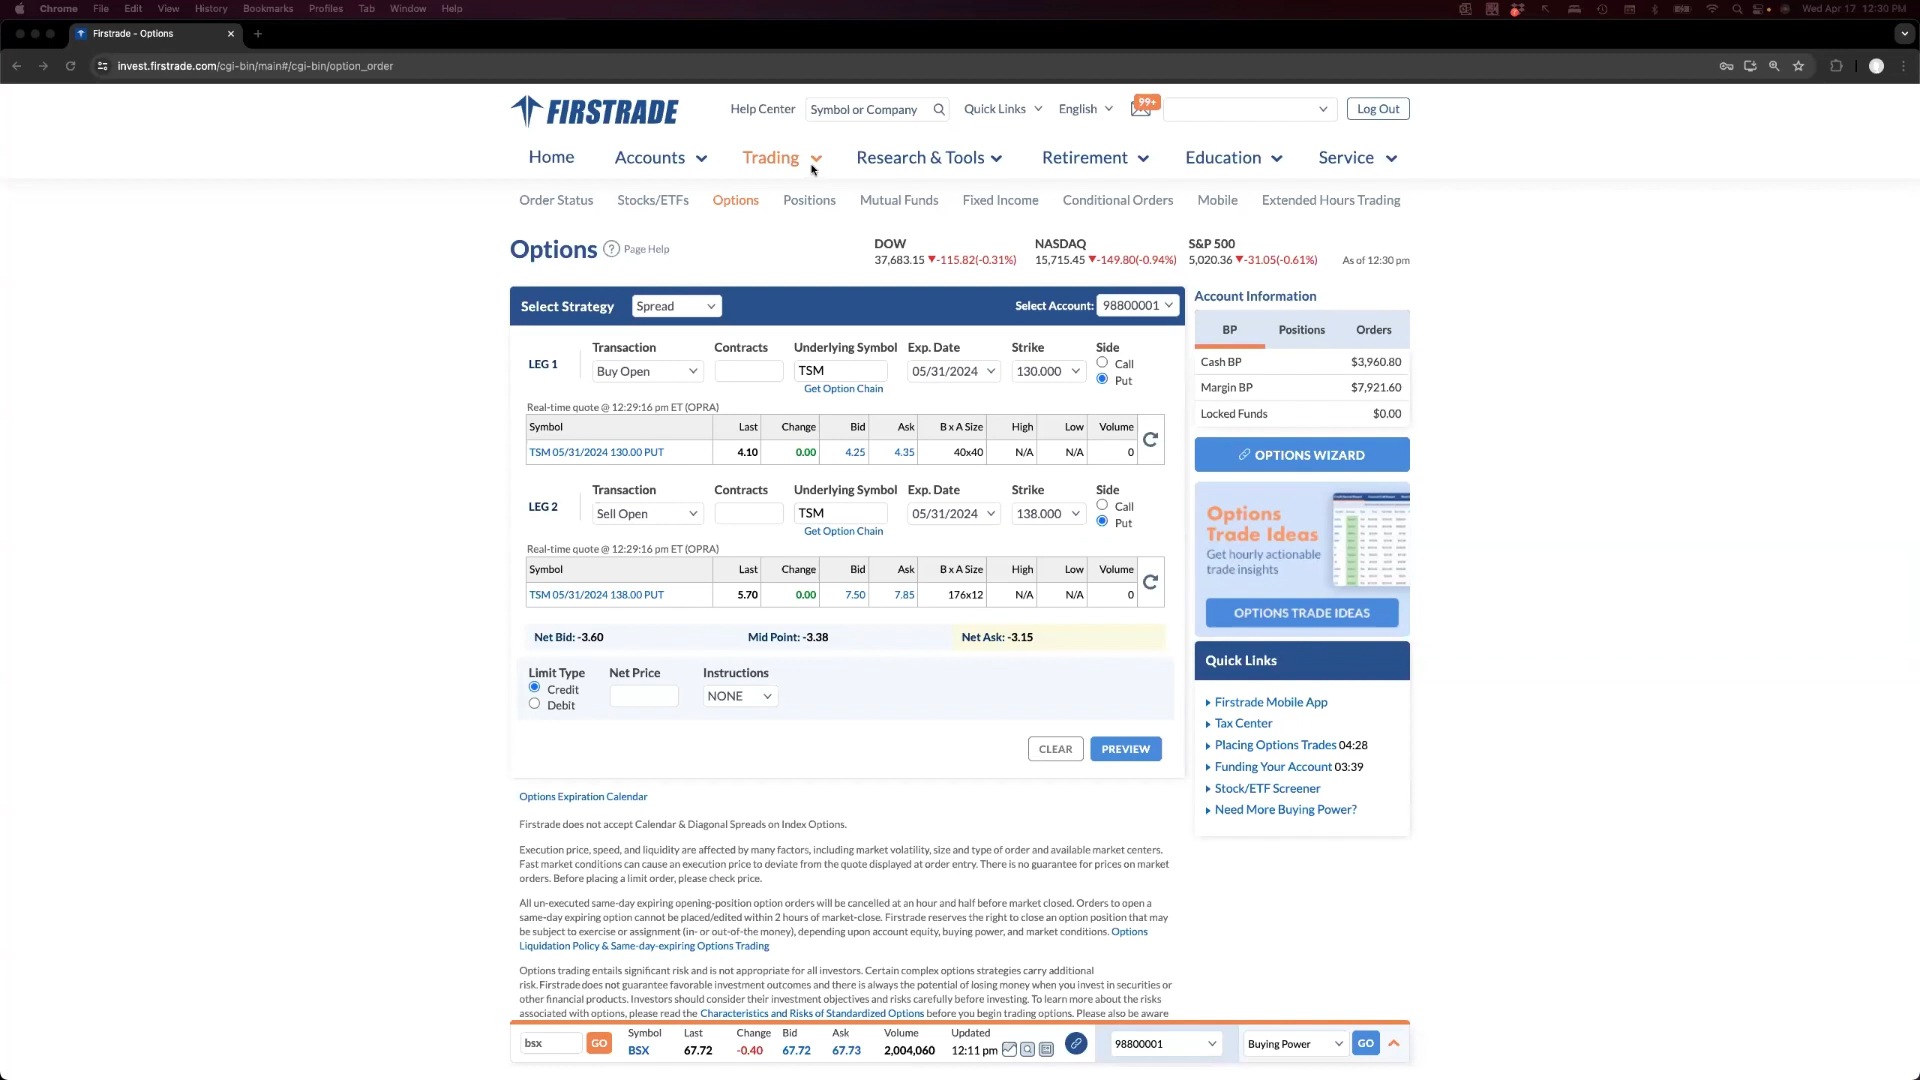 Chrome File Edit View History Bookmarks Profiles Tab Window Help Wed Apr 17 12:30 PM
Firstrade - Options
invest.firstrade.com/cgi-bin/main#/cgi-bin/option_order
FIRSTRADE Help Center Symbol or Company Quick Links English 99+ Log Out
Home Accounts Trading Research & Tools Retirement Education Service
Order Status Stocks/ETFs Options Positions Mutual Funds Fixed Income Conditional Orders Mobile Extended Hours Trading
Options ? Page Help
DOW NASDAQ S&P 500
37,683.15 ▼-115.82(-0.31%) 15,715.45 ▼-149.80(-0.94%) 5,020.36 ▼-31.05(-0.61%) As of 12:30 pm
Select Strategy Spread Select Account: 98800001
LEG 1
Transaction Contracts Underlying Symbol Exp. Date Strike Side
Buy Open TSM 05/31/2024 130.000 Call
Put
Get Option Chain
Real-time quote @ 12:29:16 pm ET (OPRA)
Symbol Last Change Bid Ask B x A Size High Low Volume
TSM 05/31/2024 130.00 PUT 4.10 0.00 4.25 4.35 40x40 N/A N/A 0
LEG 2
Transaction Contracts Underlying Symbol Exp. Date Strike Side
Sell Open TSM 05/31/2024 138.000 Call
Put
Get Option Chain
Real-time quote @ 12:29:16 pm ET (OPRA)
Symbol Last Change Bid Ask B x A Size High Low Volume
TSM 05/31/2024 138.00 PUT 5.70 0.00 7.50 7.85 176x12 N/A N/A 0
Net Bid: -3.60 Mid Point: -3.38 Net Ask: -3.15
Limit Type Net Price Instructions
Credit
Debit
NONE
CLEAR PREVIEW
Options Expiration Calendar
Firstrade does not accept Calendar & Diagonal Spreads on Index Options.
Execution price, speed, and liquidity are affected by many factors, including market volatility, size and type of order and available market centers.
Fast market conditions can cause an execution price to deviate from the quote displayed at order entry. There is no guarantee for prices on market
orders. Before placing a limit order, please check price.
All un-executed same-day expiring opening-position option orders will be cancelled at an hour and half before market closed. Orders to open a
same-day expiring option cannot be placed/edited within 2 hours of market-close. Firstrade reserves the right to close an option position that may
be subject to exercise or assignment (in- or out-of-the money), depending upon account equity, buying power, and market conditions. Options
Liquidation Policy & Same-day-expiring Options Trading
Options trading entails significant risk and is not appropriate for all investors. Certain complex options strategies carry additional
risk. Firstrade does not guarantee favorable investment outcomes and there is always the potential of losing money when you invest in securities or
other financial products. Investors should consider their investment objectives and risks carefully before investing. To learn more about the risks
associated with options, please read the Characteristics and Risks of Standardized Options before you begin trading options. Please also be aware
Account Information
BP Positions Orders
Cash BP $3,960.80
Margin BP $7,921.60
Locked Funds $0.00
OPTIONS WIZARD
Options
Trade Ideas
Get hourly actionable
trade insights
OPTIONS TRADE IDEAS
Quick Links
Firstrade Mobile App
Tax Center
Placing Options Trades 04:28
Funding Your Account 03:39
Stock/ETF Screener
Need More Buying Power?
bsx GO
Symbol Last Change Bid Ask Volume Updated
BSX 67.72 -0.40 67.72 67.73 2,004,060 12:11 pm
98800001 Buying Power GO